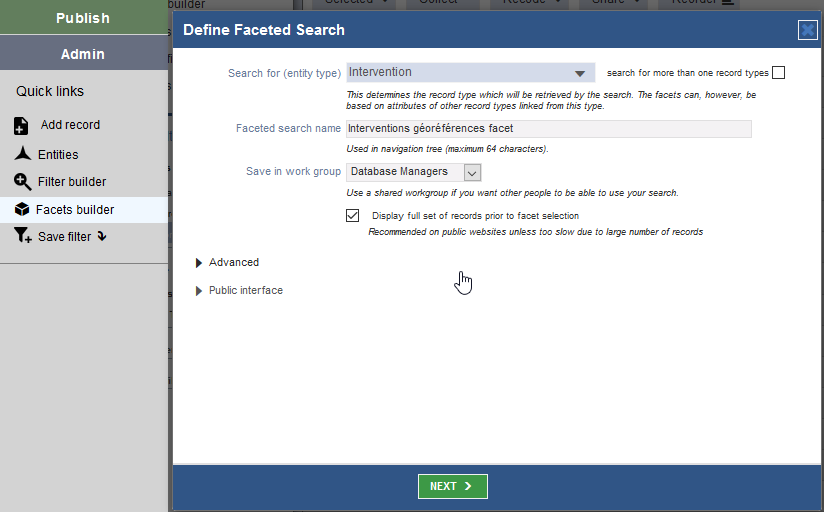 builder
Selected
Collect
Recode
Share
Reorder
Publish
Admin
Quick links
Add record
Entities
Filter builder
Facets builder
Save filter
Define Faceted Search
Search for (entity type) Intervention search for more than one record types
This determines the record type which will be retrieved by the search. The facets can, however, be
based on attributes of other record types linked from this type.
Faceted search name Interventions géoréférences facet
Used in navigation tree (maximum 64 characters).
Save in work group Database Managers
Use a shared workgroup if you want other people to be able to use your search.
Display full set of records prior to facet selection
Recommended on public websites unless too slow due to large number of records
Advanced
Public interface
NEXT